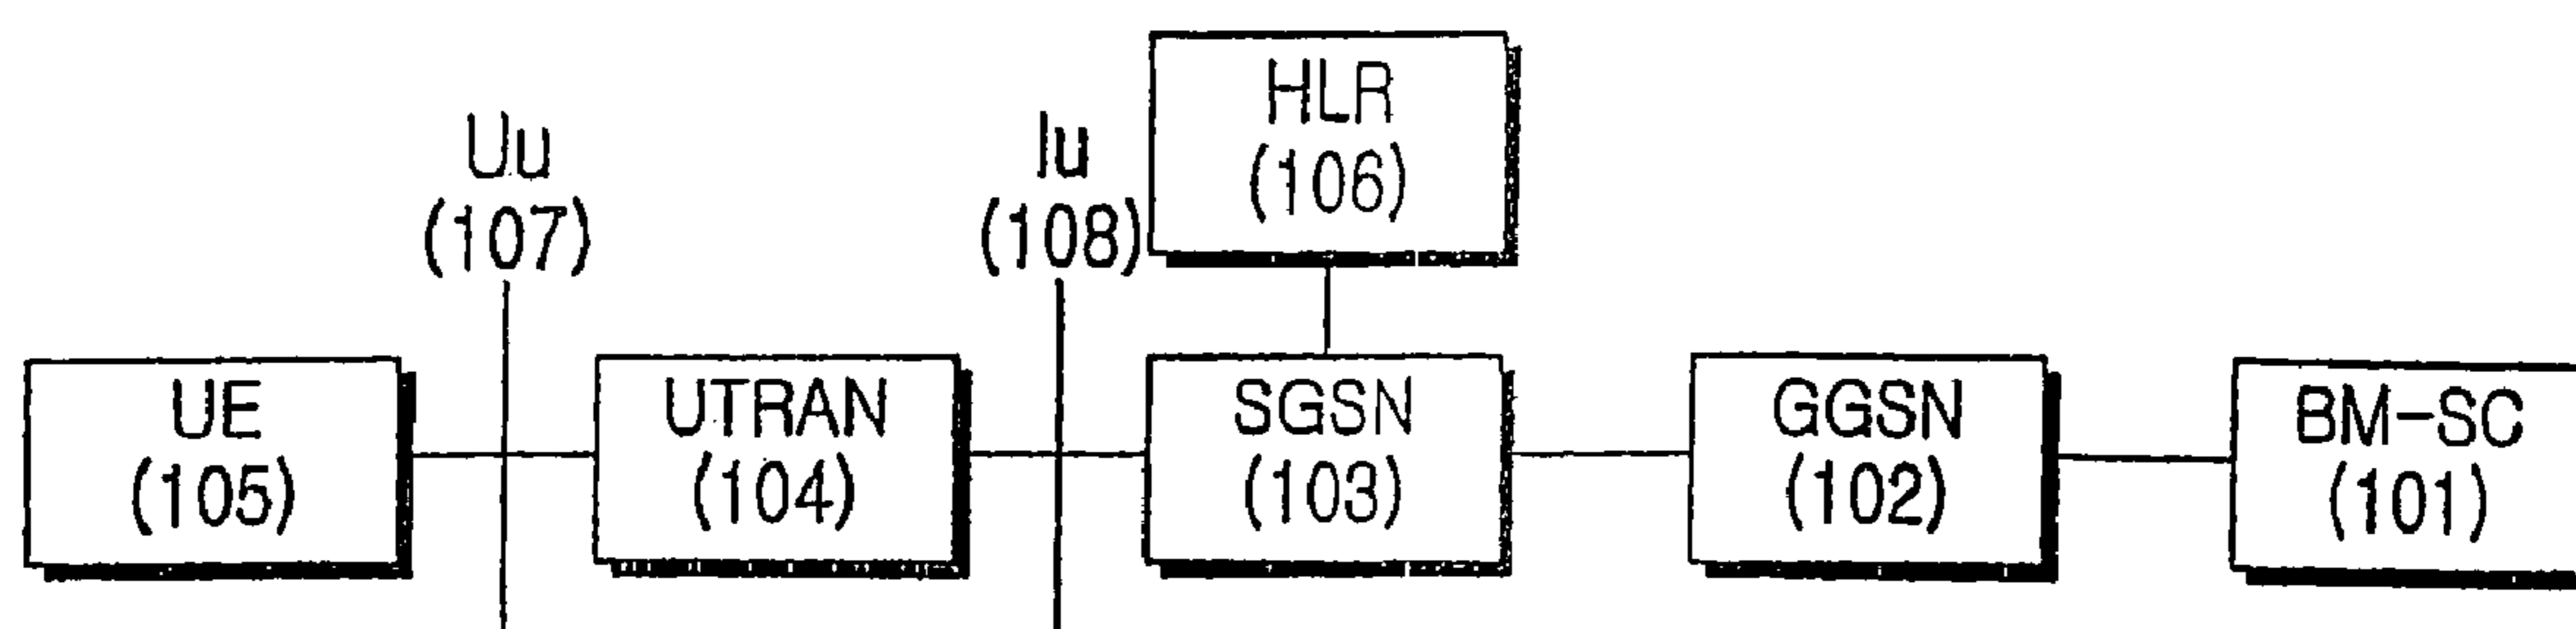 HLR
(106)
Uu
(107)
Iu
(108)
UE
(105)
UTRAN
(104)
SGSN
(103)
GGSN
(102)
BM-SC
(101)